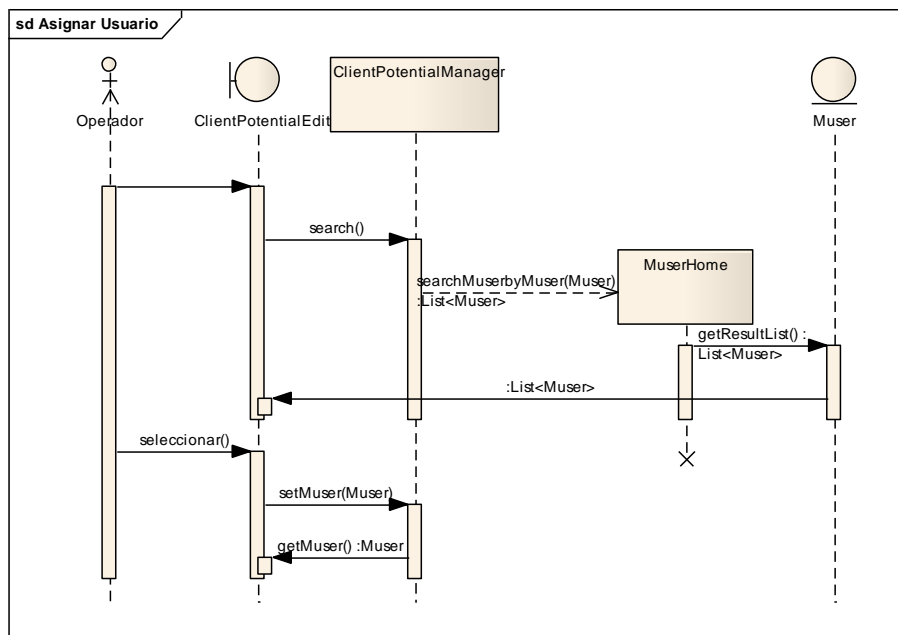 sd Asignar Usuario
Operador
ClientPotentialEdit
ClientPotentialManager
Muser
search()
searchMuserbyMuser(Muser)
:List<Muser>
MuserHome
getResultList() :
List<Muser>
:List<Muser>
seleccionar()
setMuser(Muser)
getMuser() :Muser